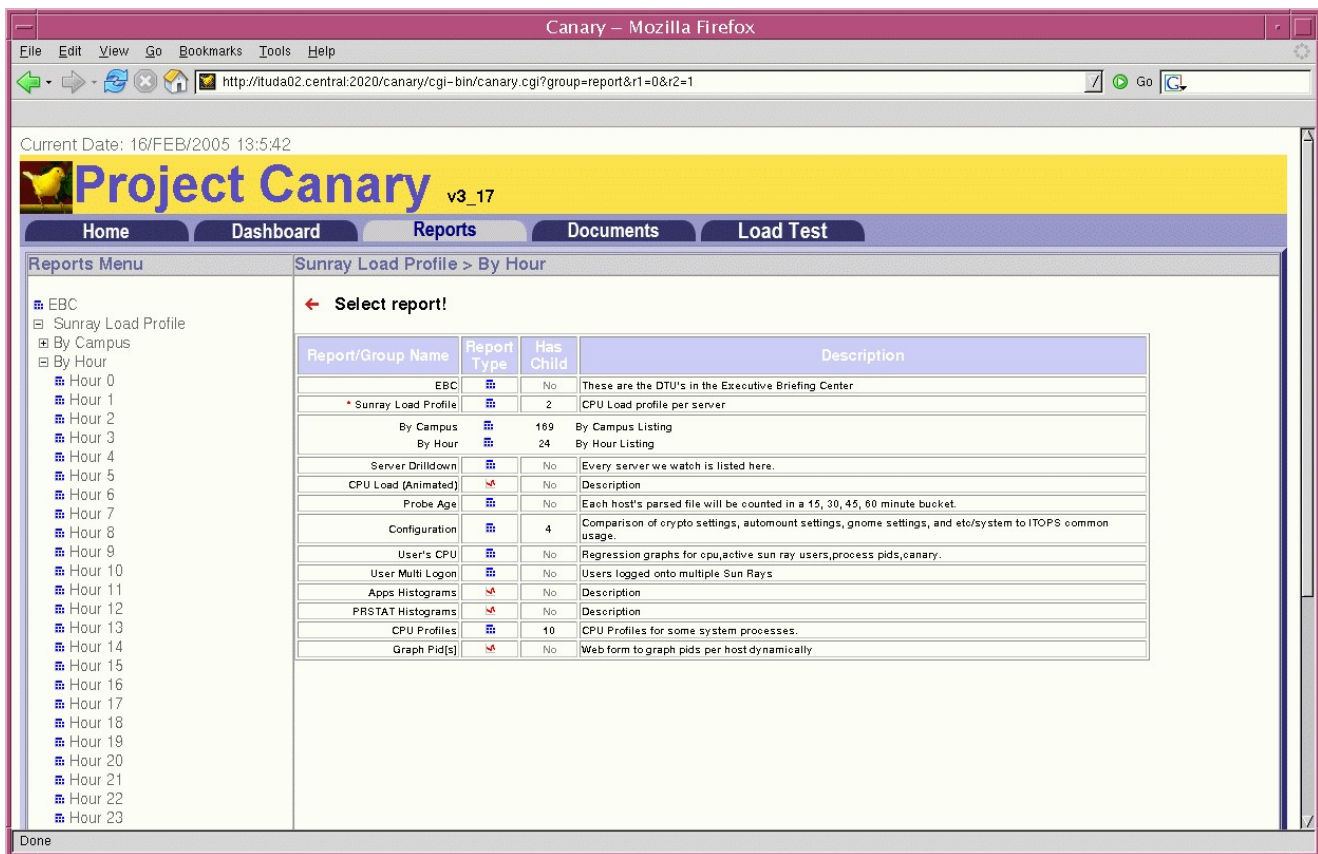 Canary – Mozilla Firefox
File Edit View Go Bookmarks Tools Help
http://ituda02.central:2020/canary/cgi-bin/canary.cgi?group=report&r1=0&r2=1 Go G
Current Date: 16/FEB/2005 13:5:42
Project Canary v3_17
Home Dashboard Reports Documents Load Test
Reports Menu
EBC
Sunray Load Profile
By Campus
By Hour
Hour 0
Hour 1
Hour 2
Hour 3
Hour 4
Hour 5
Hour 6
Hour 7
Hour 8
Hour 9
Hour 10
Hour 11
Hour 12
Hour 13
Hour 14
Hour 15
Hour 16
Hour 17
Hour 18
Hour 19
Hour 20
Hour 21
Hour 22
Hour 23
Sunray Load Profile > By Hour
Select report!
Report/Group Name Report Type Has Child Description
EBC No These are the DTU's in the Executive Briefing Center
* Sunray Load Profile 2 CPU Load profile per server
By Campus 169 By Campus Listing
By Hour 24 By Hour Listing
Server Drilldown No Every server we watch is listed here.
CPU Load (Animated) No Description
Probe Age No Each host's parsed file will be counted in a 15, 30, 45, 60 minute bucket.
Configuration 4 Comparison of crypto settings, automount settings, gnome settings, and etc/system to ITOPS common
usage.
User's CPU No Regression graphs for cpu,active sun ray users,process pids,canary.
User Multi Logon No Users logged onto multiple Sun Rays
Apps Histograms No Description
PRSTAT Histograms No Description
CPU Profiles 10 CPU Profiles for some system processes.
Graph Pid[s] No Web form to graph pids per host dynamically
Done